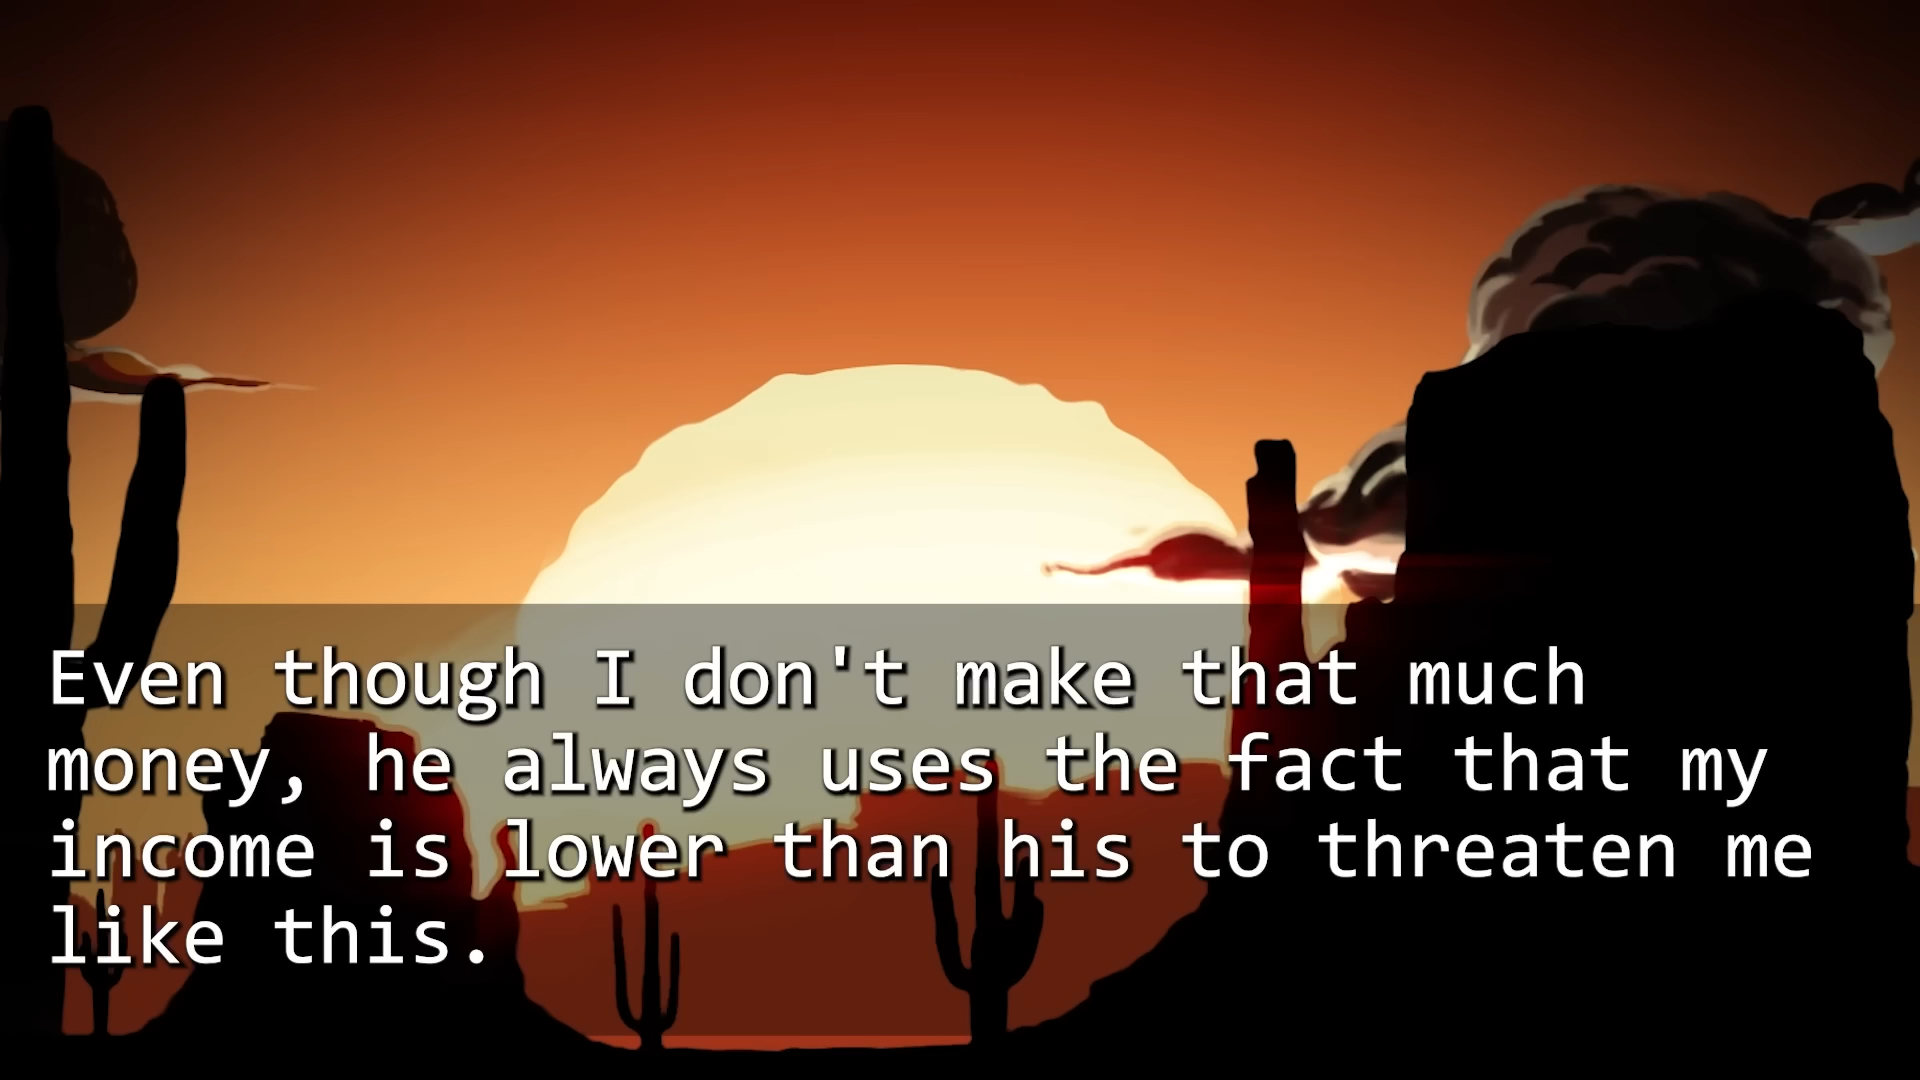 Even though I don't make that much
money, he always uses the fact that my
income is lower than his to threaten me
like this.